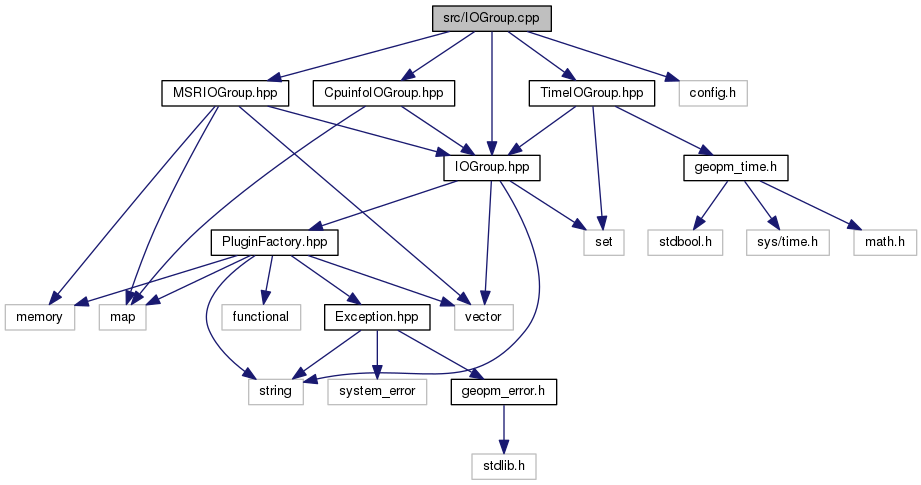 src/IOGroup.cpp
MSRIOGroup.hpp
CpuinfoIOGroup.hpp
TimeIOGroup.hpp
config.h
IOGroup.hpp
geopm_time.h
PluginFactory.hpp
set
stdbool.h
sys/time.h
math.h
memory
map
functional
Exception.hpp
vector
string
system_error
geopm_error.h
stdlib.h